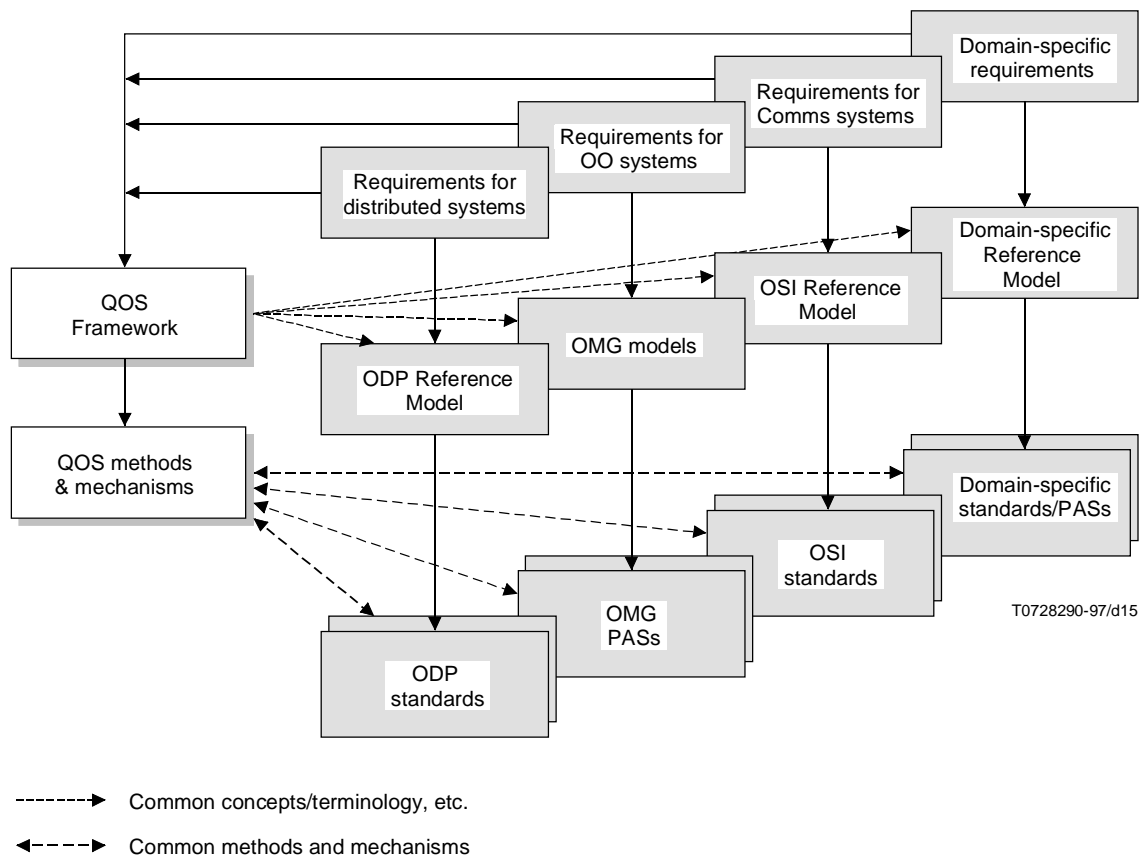 Domain-specific
requirements
Requirements for
Comms systems
Requirements for
OO systems
Requirements for
distributed systems
Domain-specific
Reference
Model
QOS
Framework
OSI Reference
Model
OMG models
ODP Reference
Model
QOS methods
& mechanisms
Domain-specific
standards/PASs
OSI
standards
OMG
PASs
T0728290-97/d15
ODP
standards
Common concepts/terminology, etc.
Common methods and mechanisms